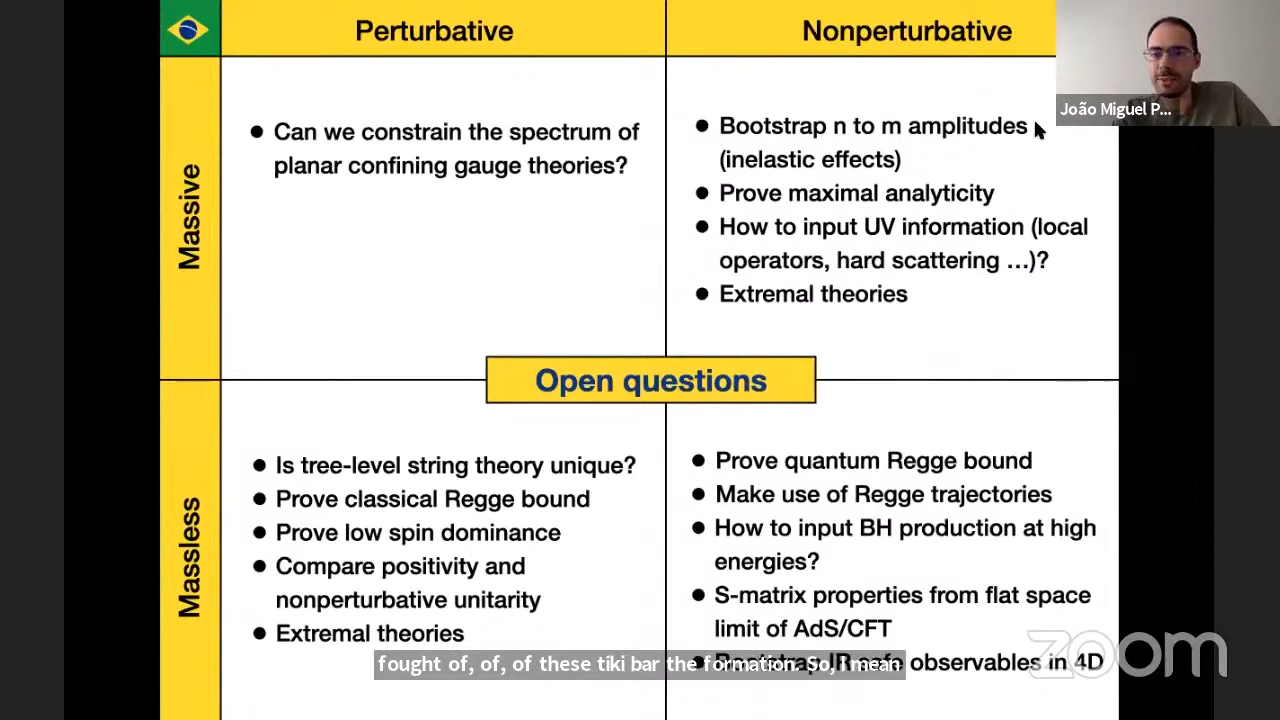 Perturbative
Nonperturbative
João Miguel P...
Massive
● Can we constrain the spectrum of
planar confining gauge theories?
● Bootstrap n to m amplitudes
(inelastic effects)
● Prove maximal analyticity
● How to input UV information (local
operators, hard scattering …)?
● Extremal theories
Open questions
Massless
● Is tree-level string theory unique?
● Prove classical Regge bound
● Prove low spin dominance
● Compare positivity and
nonperturbative unitarity
● Extremal theories
● Prove quantum Regge bound
● Make use of Regge trajectories
● How to input BH production at high
energies?
● S-matrix properties from flat space
limit of AdS/CFT
● Bootstrap IR safe observables in 4D
fought of, of, of these tiki bar the formation. So, I mean
zoom